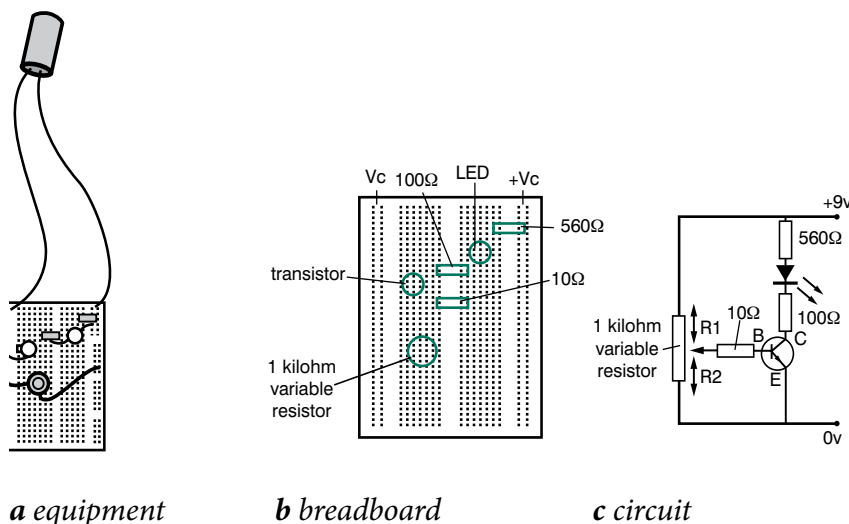 Vc
100Ω
LED
+Vc
560Ω
transistor
10Ω
1 kilohm
variable
resistor
+9v
560Ω
100Ω
1 kilohm
variable
resistor
R1
10Ω
B
C
R2
E
0v
a equipment
b breadboard
c circuit